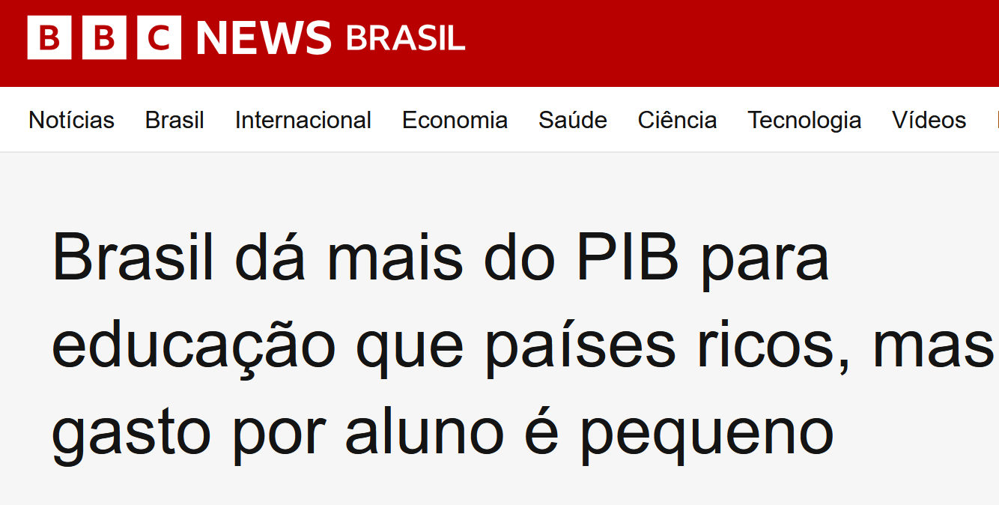 BBC NEWS BRASIL
Notícias Brasil Internacional Economia Saúde Ciência Tecnologia Vídeos
Brasil dá mais do PIB para
educação que países ricos, mas
gasto por aluno é pequeno